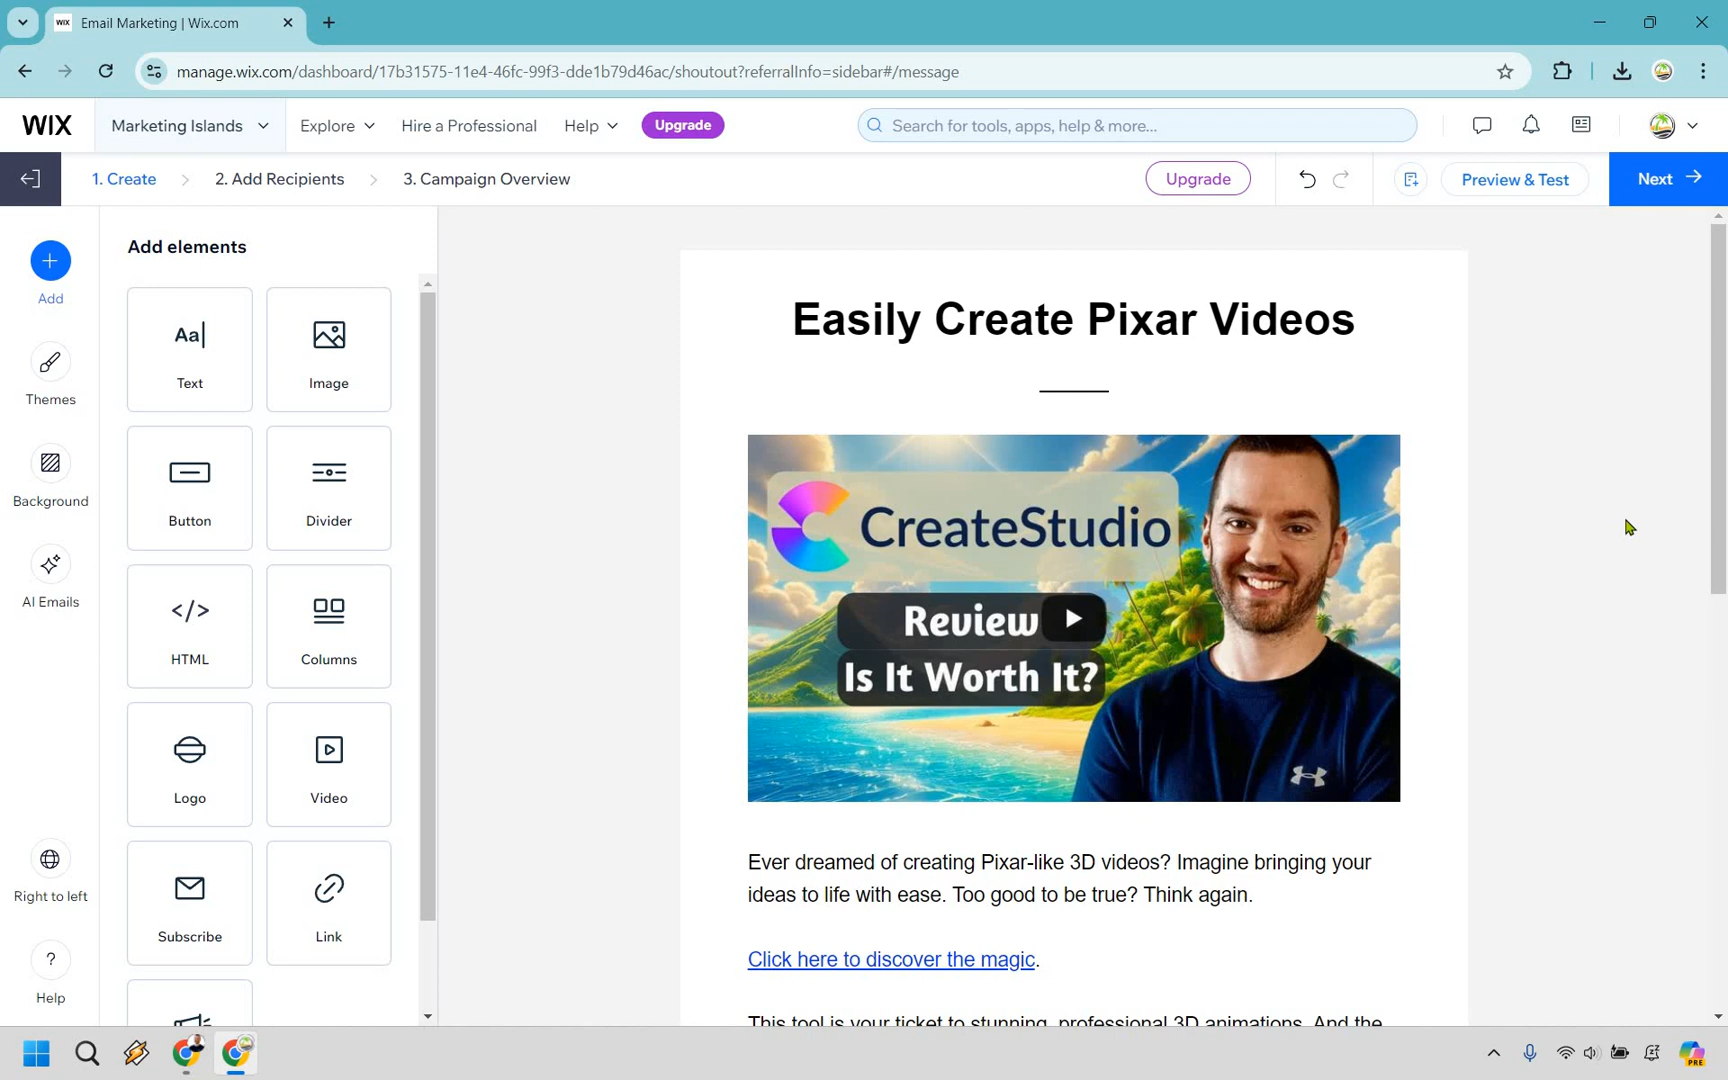 WIX
Email Marketing | Wix.com
manage.wix.com/dashboard/17b31575-11e4-46fc-99f3-dde1b79d46ac/shoutout?referralInfo=sidebar#/message
WIX
Marketing Islands
Explore
Hire a Professional
Help
Upgrade
Search for tools, apps, help & more...
1. Create
2. Add Recipients
3. Campaign Overview
Upgrade
Preview & Test
Next
Add
Themes
Background
AI Emails
Right to left
?
Help
Add elements
Aa
Text
Image
Button
Divider
</>
HTML
Columns
Logo
Video
Subscribe
Link
Easily Create Pixar Videos
CreateStudio
Review
Is It Worth It?
Ever dreamed of creating Pixar-like 3D videos? Imagine bringing your
ideas to life with ease. Too good to be true? Think again.
Click here to discover the magic.
This tool is your ticket to stunning, professional 3D animations. And the
PRE